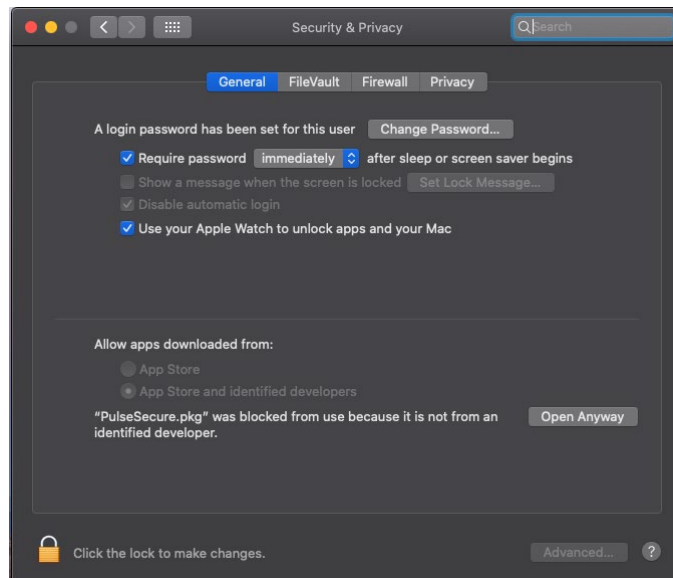 Security & Privacy
Search
General FileVault Firewall Privacy
A login password has been set for this user Change Password...
Require password immediately after sleep or screen saver begins
Show a message when the screen is locked Set Lock Message...
Disable automatic login
Use your Apple Watch to unlock apps and your Mac
Allow apps downloaded from:
App Store
App Store and identified developers
“PulseSecure.pkg” was blocked from use because it is not from an
identified developer.
Open Anyway
Click the lock to make changes.
Advanced... ?